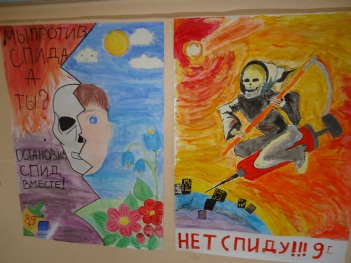 МЫ ПРОТИВ
СПИДА
А
ТЫ?
ОСТАНОВИМ
СПИД
ВМЕСТЕ!
НЕТ СПИДУ!!! 9г